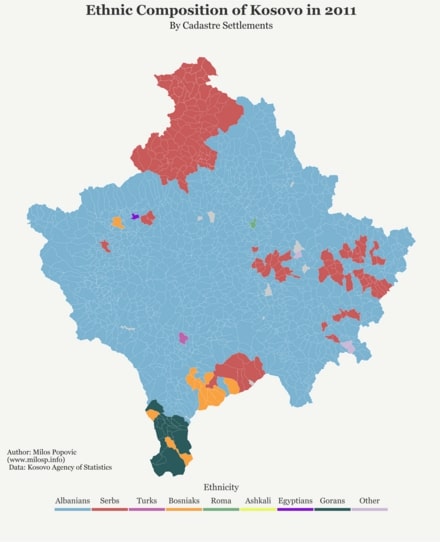 Ethnic Composition of Kosovo in 2011
By Cadastre Settlements
Author: Milos Popovic
(www.milosp.info)
Data: Kosovo Agency of Statistics
Ethnicity
Albanians Serbs Turks Bosniaks Roma Ashkali Egyptians Gorans Other